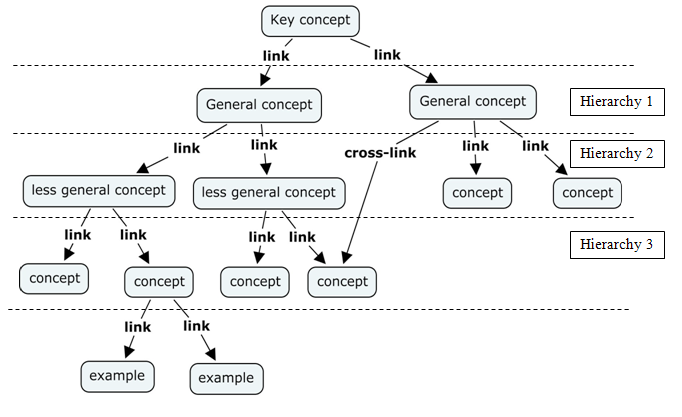 Key concept
link
link
General concept
General concept
Hierarchy 1
link
link
cross-link
link
link
Hierarchy 2
less general concept
less general concept
concept
concept
link
link
link
link
Hierarchy 3
concept
concept
concept
concept
link
link
example
example